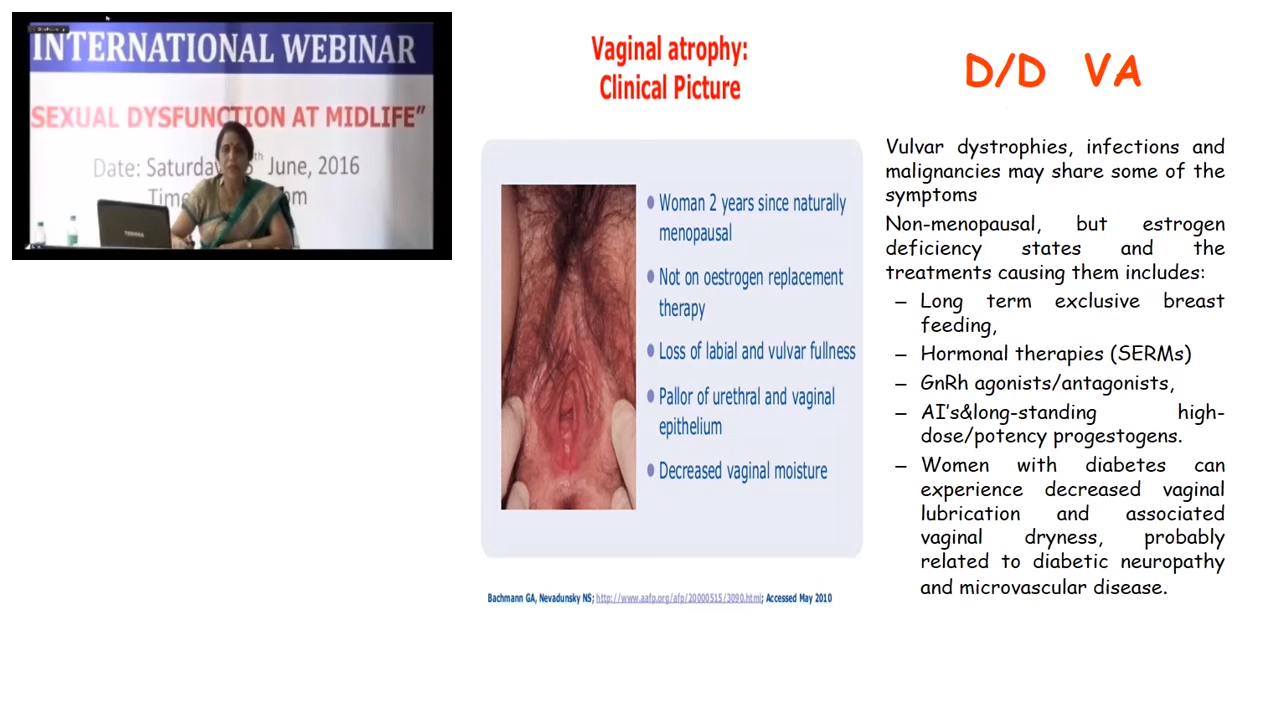 INTERNATIONAL WEBINAR
SEXUAL DYSFUNCTION AT MIDLIFE”
Date: Saturday th June, 2016
pm
TOSHIBA
Vaginal atrophy:
Clinical Picture
Woman 2 years since naturally
menopausal
Not on oestrogen replacement
therapy
Loss of labial and vulvar fullness
Pallor of urethral and vaginal
epithelium
Decreased vaginal moisture
Bachmann GA, Nevadunsky NS; http://www.aafp.org/afp/20000515/3090.html; Accessed May 2010
D/D VA
Vulvar dystrophies, infections and
malignancies may share some of the
symptoms
Non-menopausal, but estrogen
deficiency states and the
treatments causing them includes:
– Long term exclusive breast
feeding,
– Hormonal therapies (SERMs)
– GnRh agonists/antagonists,
– AI's&long-standing high-
dose/potency progestogens.
– Women with diabetes can
experience decreased vaginal
lubrication and associated
vaginal dryness, probably
related to diabetic neuropathy
and microvascular disease.